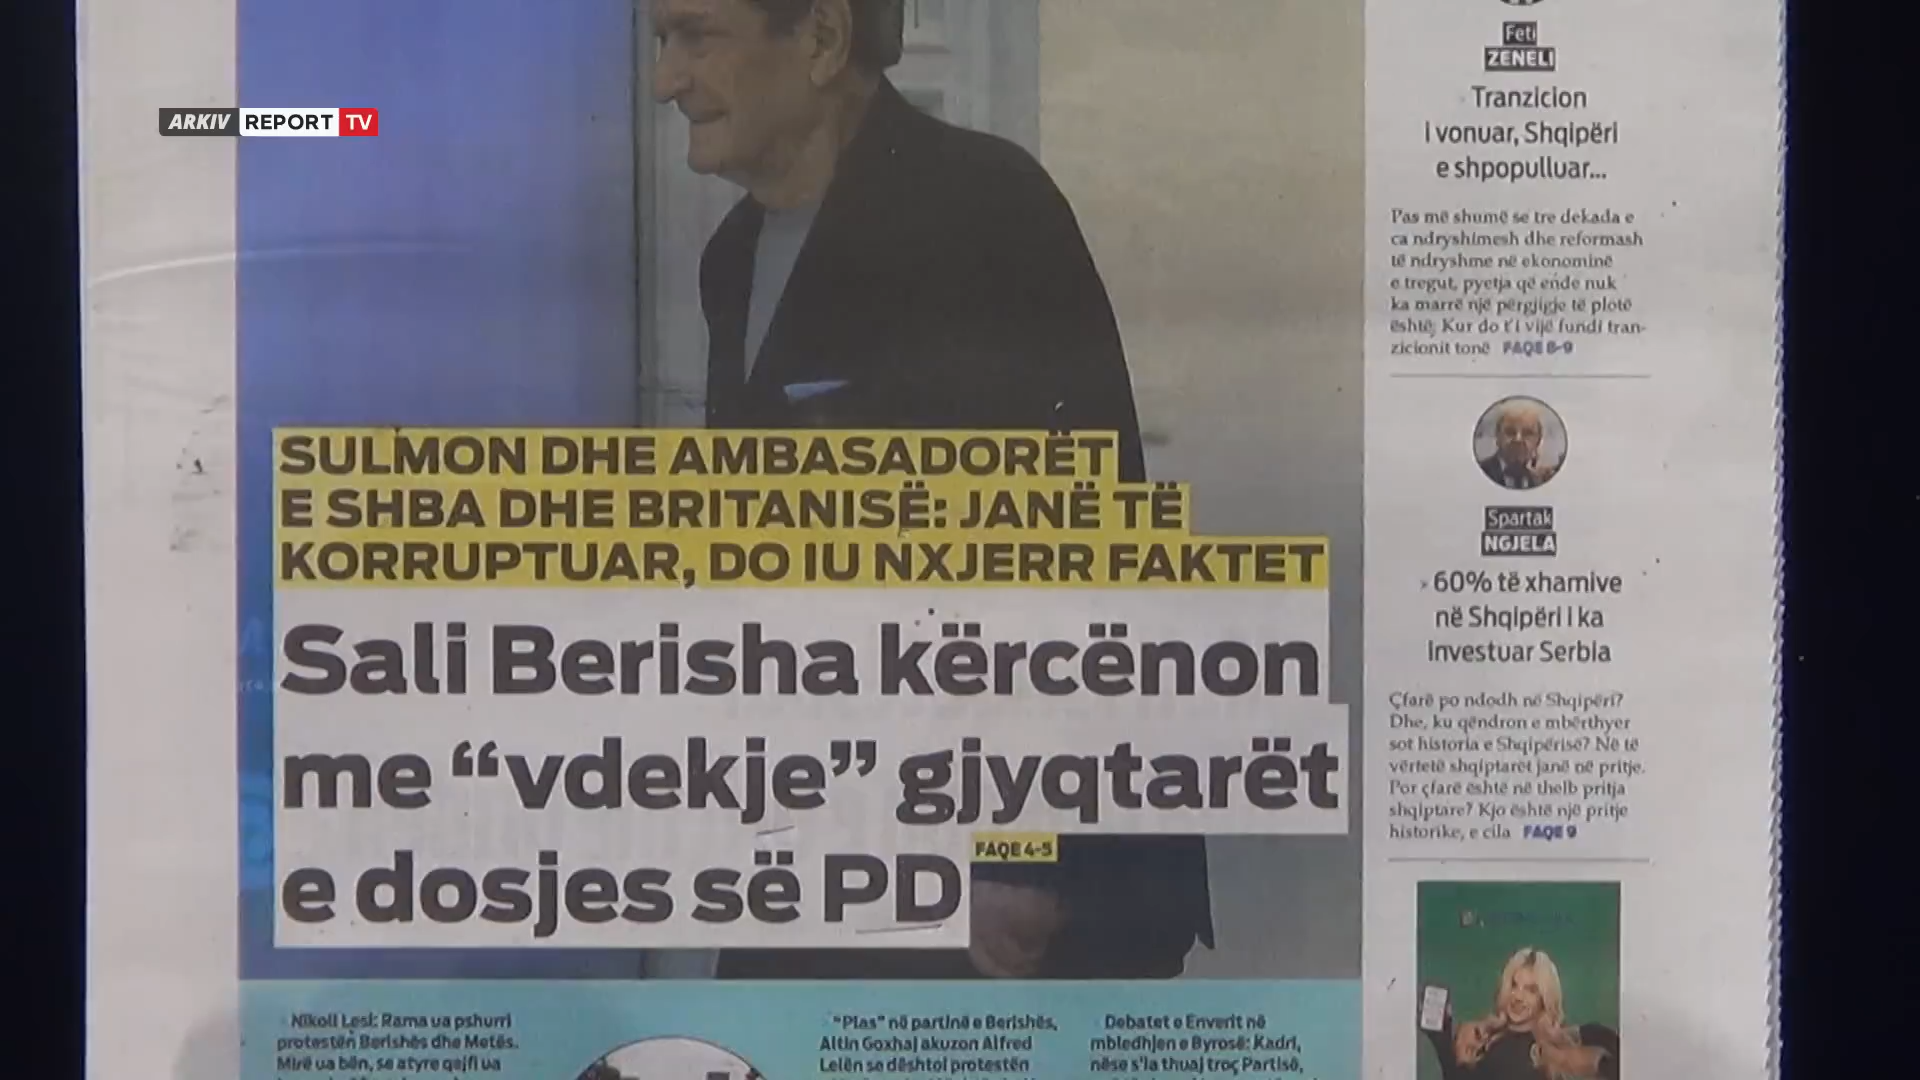 ARKIV REPORT TV
SULMON DHE AMBASADORËT
E SHBA DHE BRITANISË: JANË TË
KORRUPTUAR, DO IU NXJERR FAKTET
Sali Berisha kërcënon
me “vdekje” gjyqtarët
e dosjes së PD
FAQE 4-5
Feti
ZENELI
Tranzicion
i vonuar, Shqipëri
e shpopulluar...
Pas më shumë se tre dekada e
ca ndryshimesh dhe reformash
të ndryshme në ekonominë
e tregut, pyetja që ende nuk
ka marrë një përgjigje të plotë
është; Kur do t'i vijë fundi tran-
zicionit tonë FAQE 8-9
Spartak
NGJELA
60% të xhamive
në Shqipëri i ka
investuar Serbia
Çfarë po ndodh në Shqipëri?
Dhe, ku qëndron e mbërthyer
sot historia e Shqipërisë? Në të
vërtetë shqiptarët janë në pritje.
Por çfarë është në thelb pritja
shqiptare? Kjo është një pritje
historike, e cila FAQE 9
Nikoll Lesi: Rama ua pshurri
protestën Berishës dhe Metës.
Mirë ua bën, se atyre qejfi ua
“Plas” në partinë e Berishës,
Altin Goxhaj akuzon Alfred
Lelën se dështoi protestën
Debatet e Enverit në
mbledhjen e Byrosë: Kadri,
nëse s'ia thuaj troç Partisë,